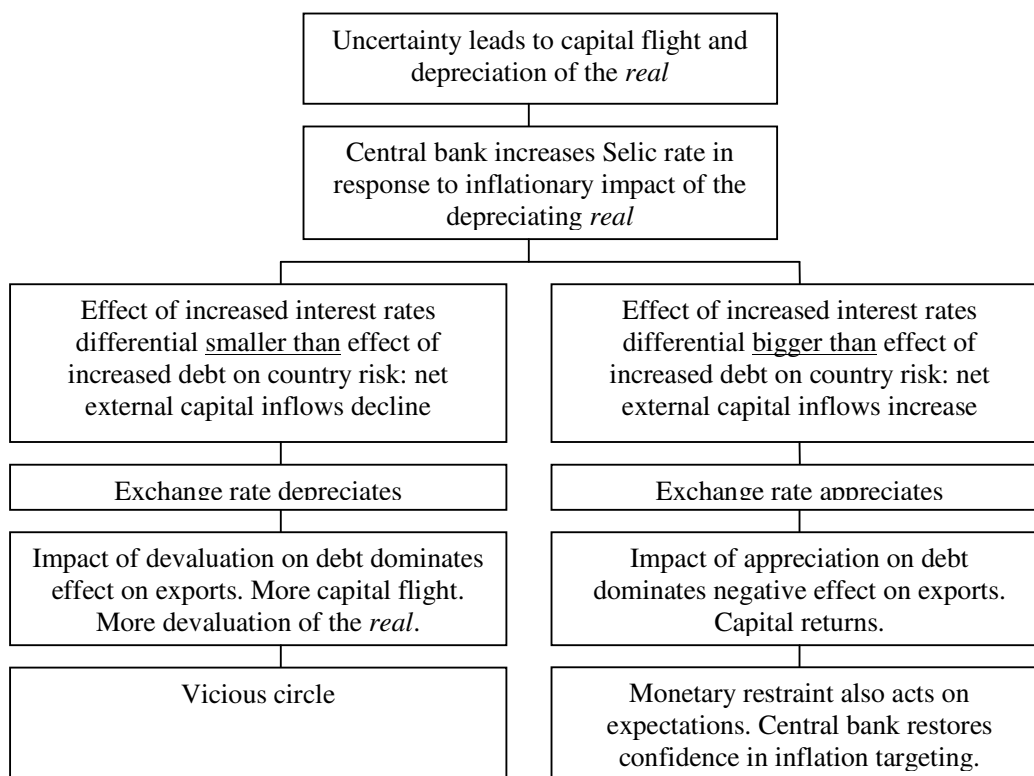 Uncertainty leads to capital flight and
depreciation of the real
Central bank increases Selic rate in
response to inflationary impact of the
depreciating real
Effect of increased interest rates
differential smaller than effect of
increased debt on country risk: net
external capital inflows decline
Effect of increased interest rates
differential bigger than effect of
increased debt on country risk: net
external capital inflows increase
Exchange rate depreciates
Exchange rate appreciates
Impact of devaluation on debt dominates
effect on exports. More capital flight.
More devaluation of the real.
Impact of appreciation on debt
dominates negative effect on exports.
Capital returns.
Vicious circle
Monetary restraint also acts on
expectations. Central bank restores
confidence in inflation targeting.